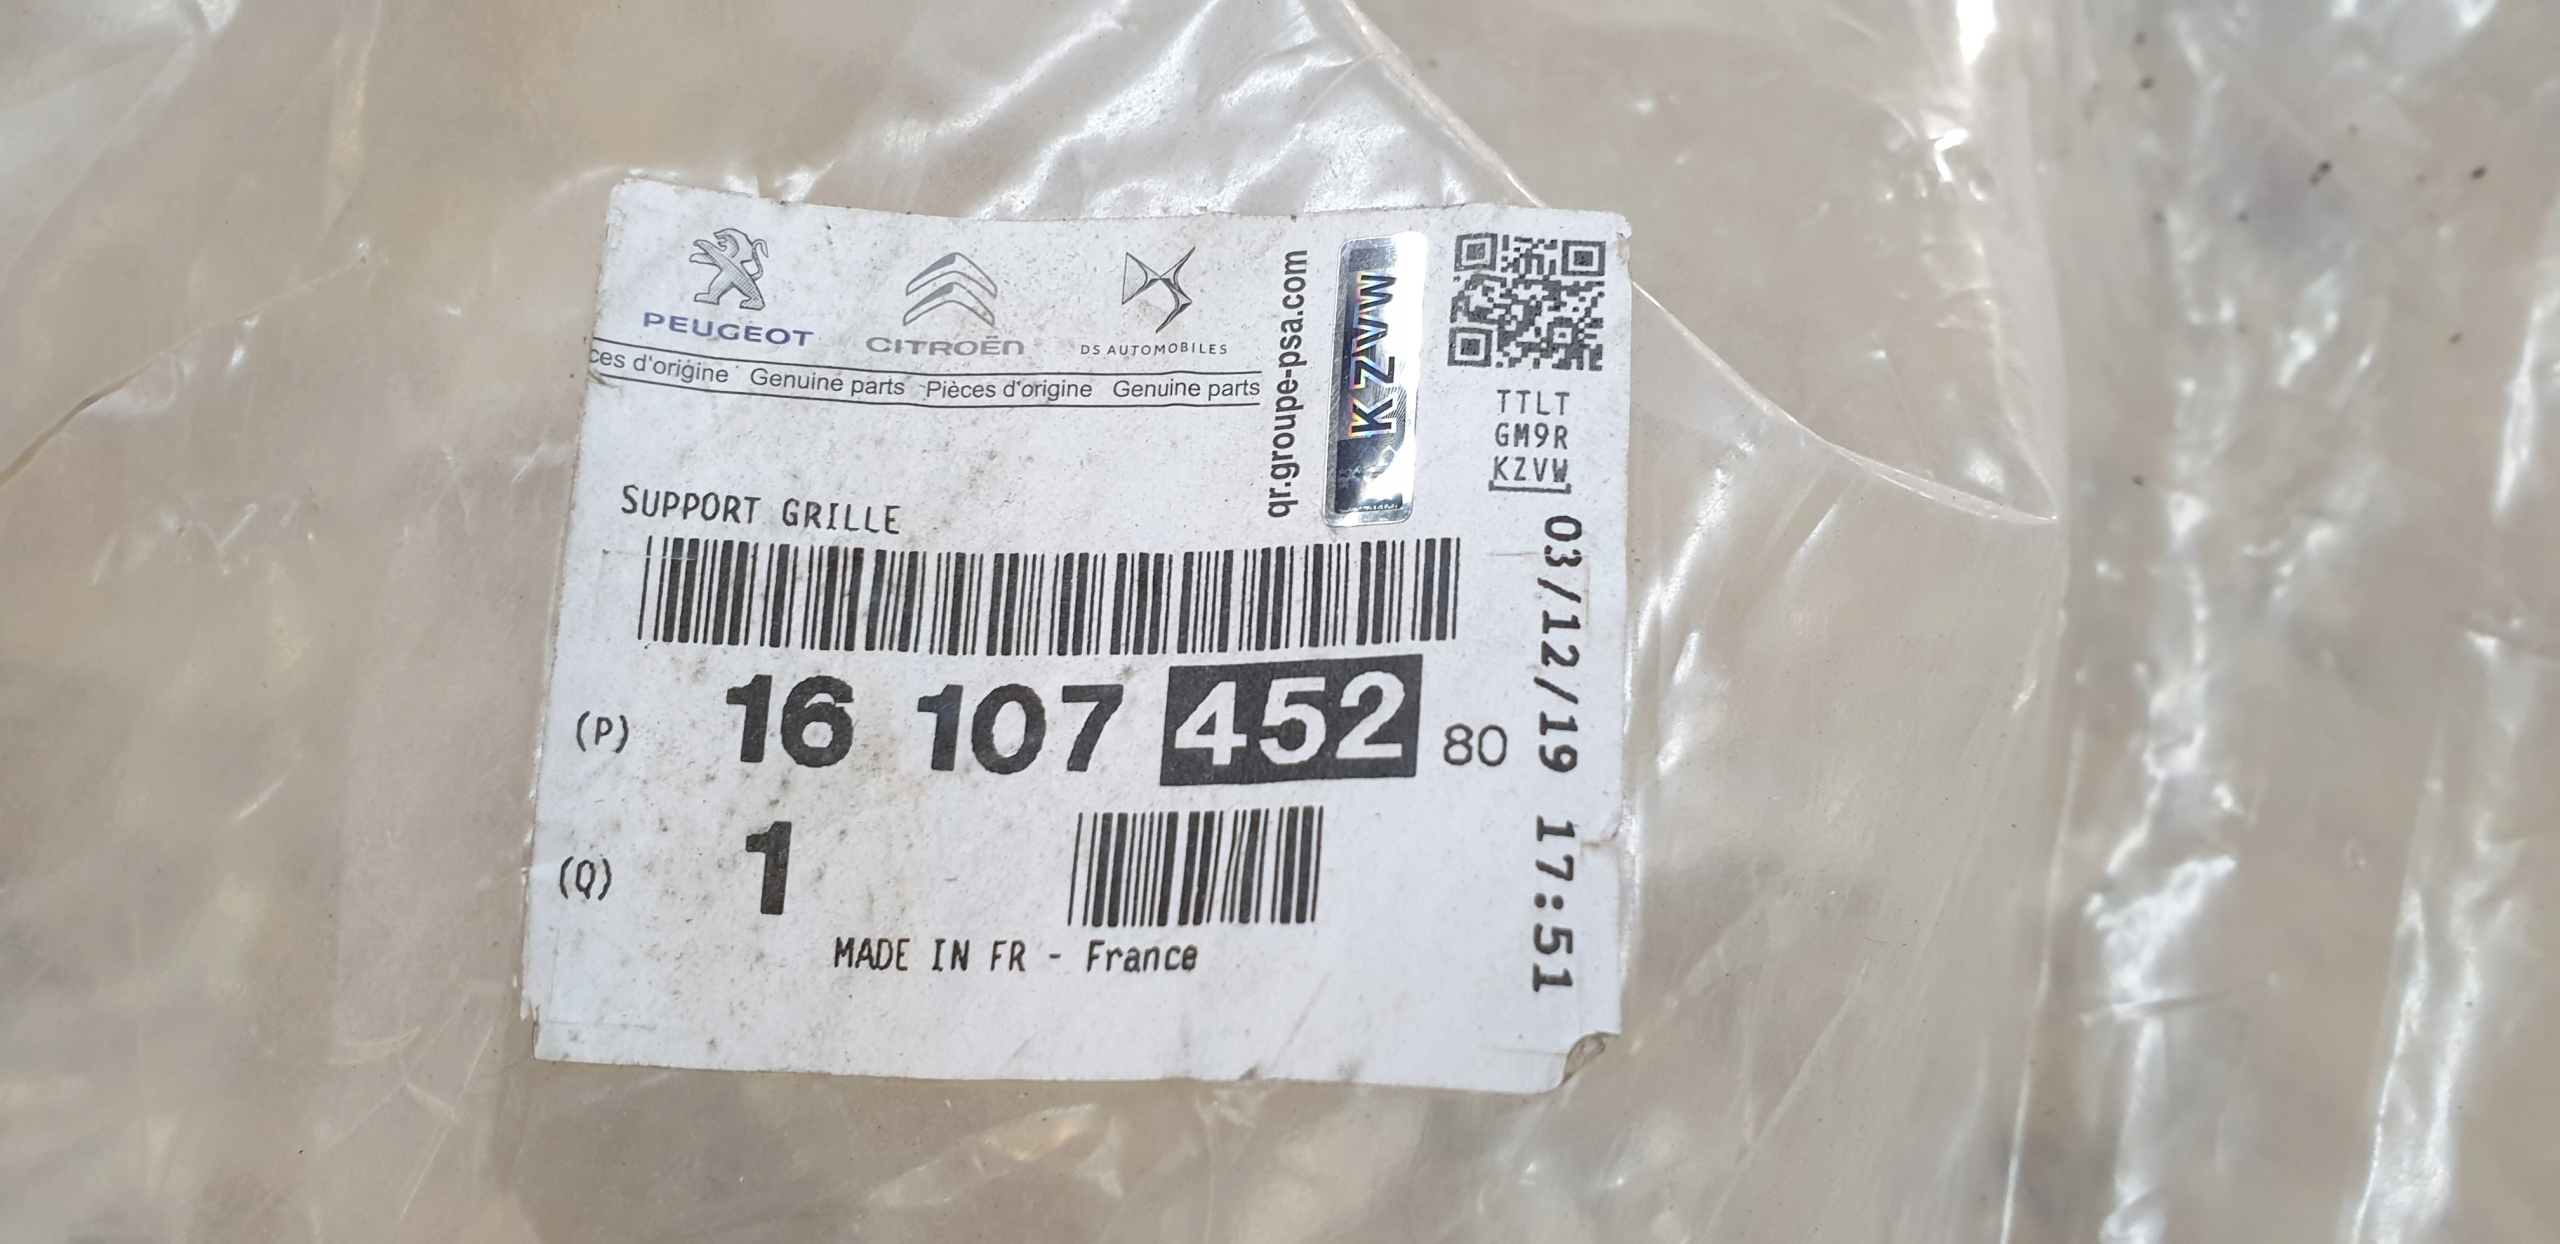 PEUGEOT
CITROËN
DS AUTOMOBILES
ces d'origine Genuine parts Pièces d'origine Genuine parts
qr.groupe-psa.com
KZVW
TTLT
GM9R
KZVW
SUPPORT GRILLE
(P) 16 107 452 80
(Q) 1
MADE IN FR - France
03/12/19 17:51